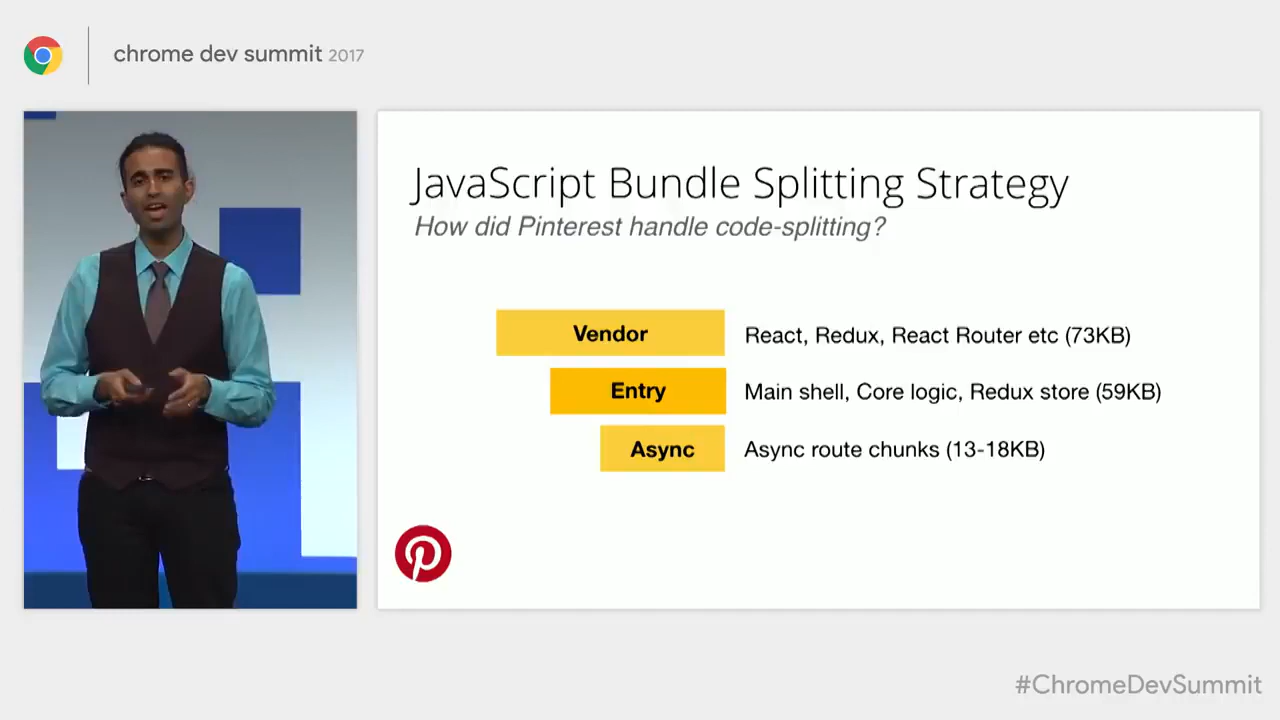 chrome dev summit 2017
JavaScript Bundle Splitting Strategy
How did Pinterest handle code-splitting?
Vendor React, Redux, React Router etc (73KB)
Entry Main shell, Core logic, Redux store (59KB)
Async Async route chunks (13-18KB)
#ChromeDevSummit